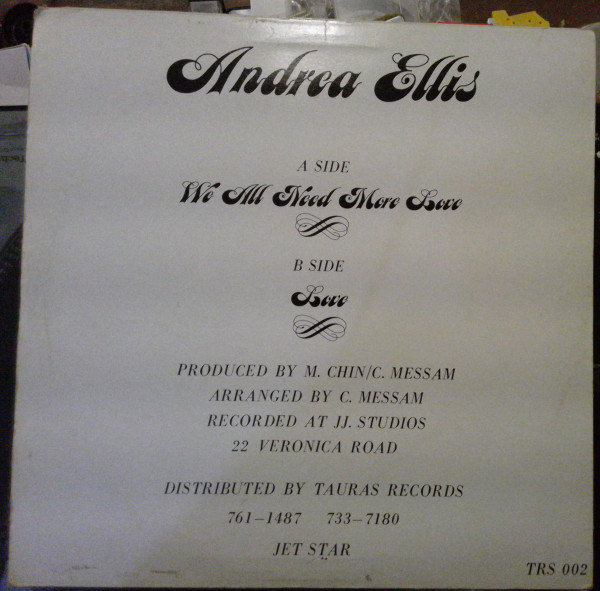 Andrea Ellis
A SIDE
We All Need More Love
B SIDE
Love
PRODUCED BY M. CHIN/C. MESSAM
ARRANGED BY C. MESSAM
RECORDED AT JJ. STUDIOS
22 VERONICA ROAD
DISTRIBUTED BY TAURAS RECORDS
761-1487 733-7180
JET STAR
TRS 002